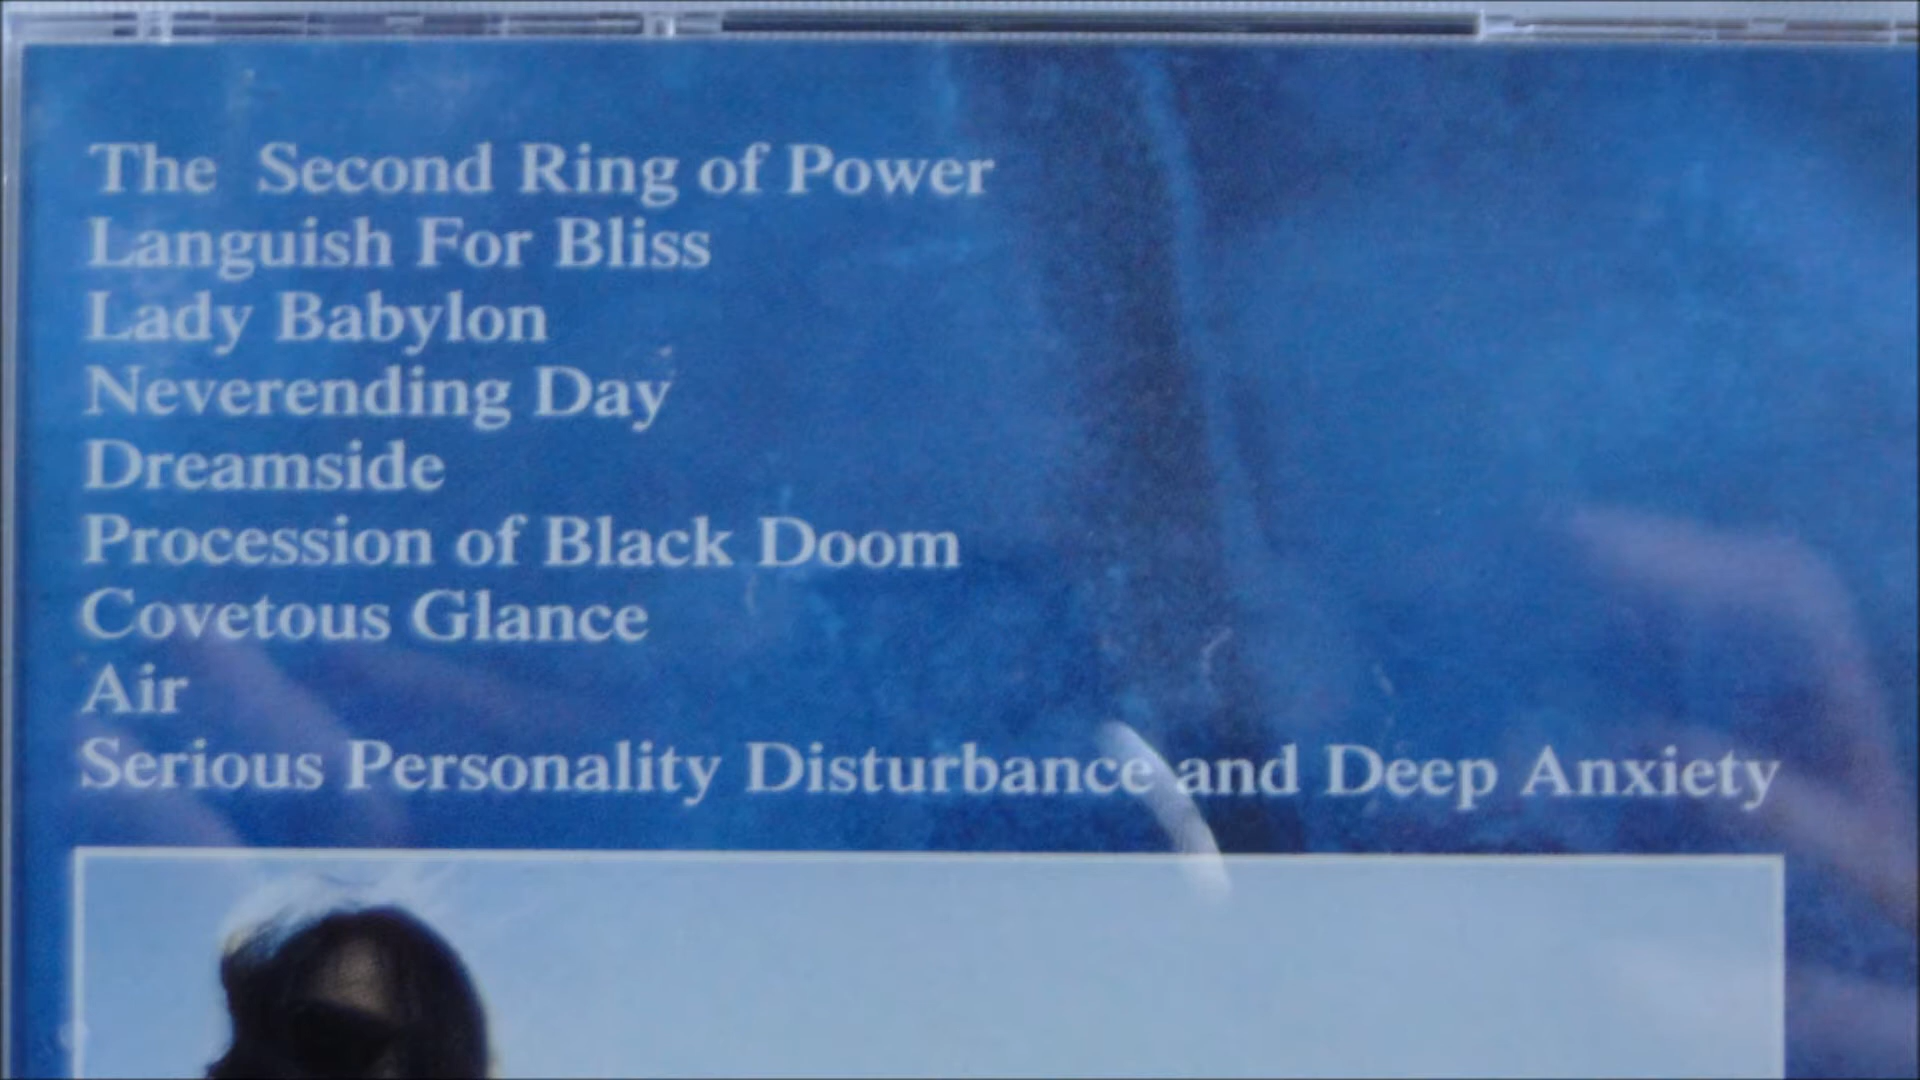 The Second Ring of Power
Languish For Bliss
Lady Babylon
Neverending Day
Dreamside
Procession of Black Doom
Covetous Glance
Air
Serious Personality Disturbance and Deep Anxiety